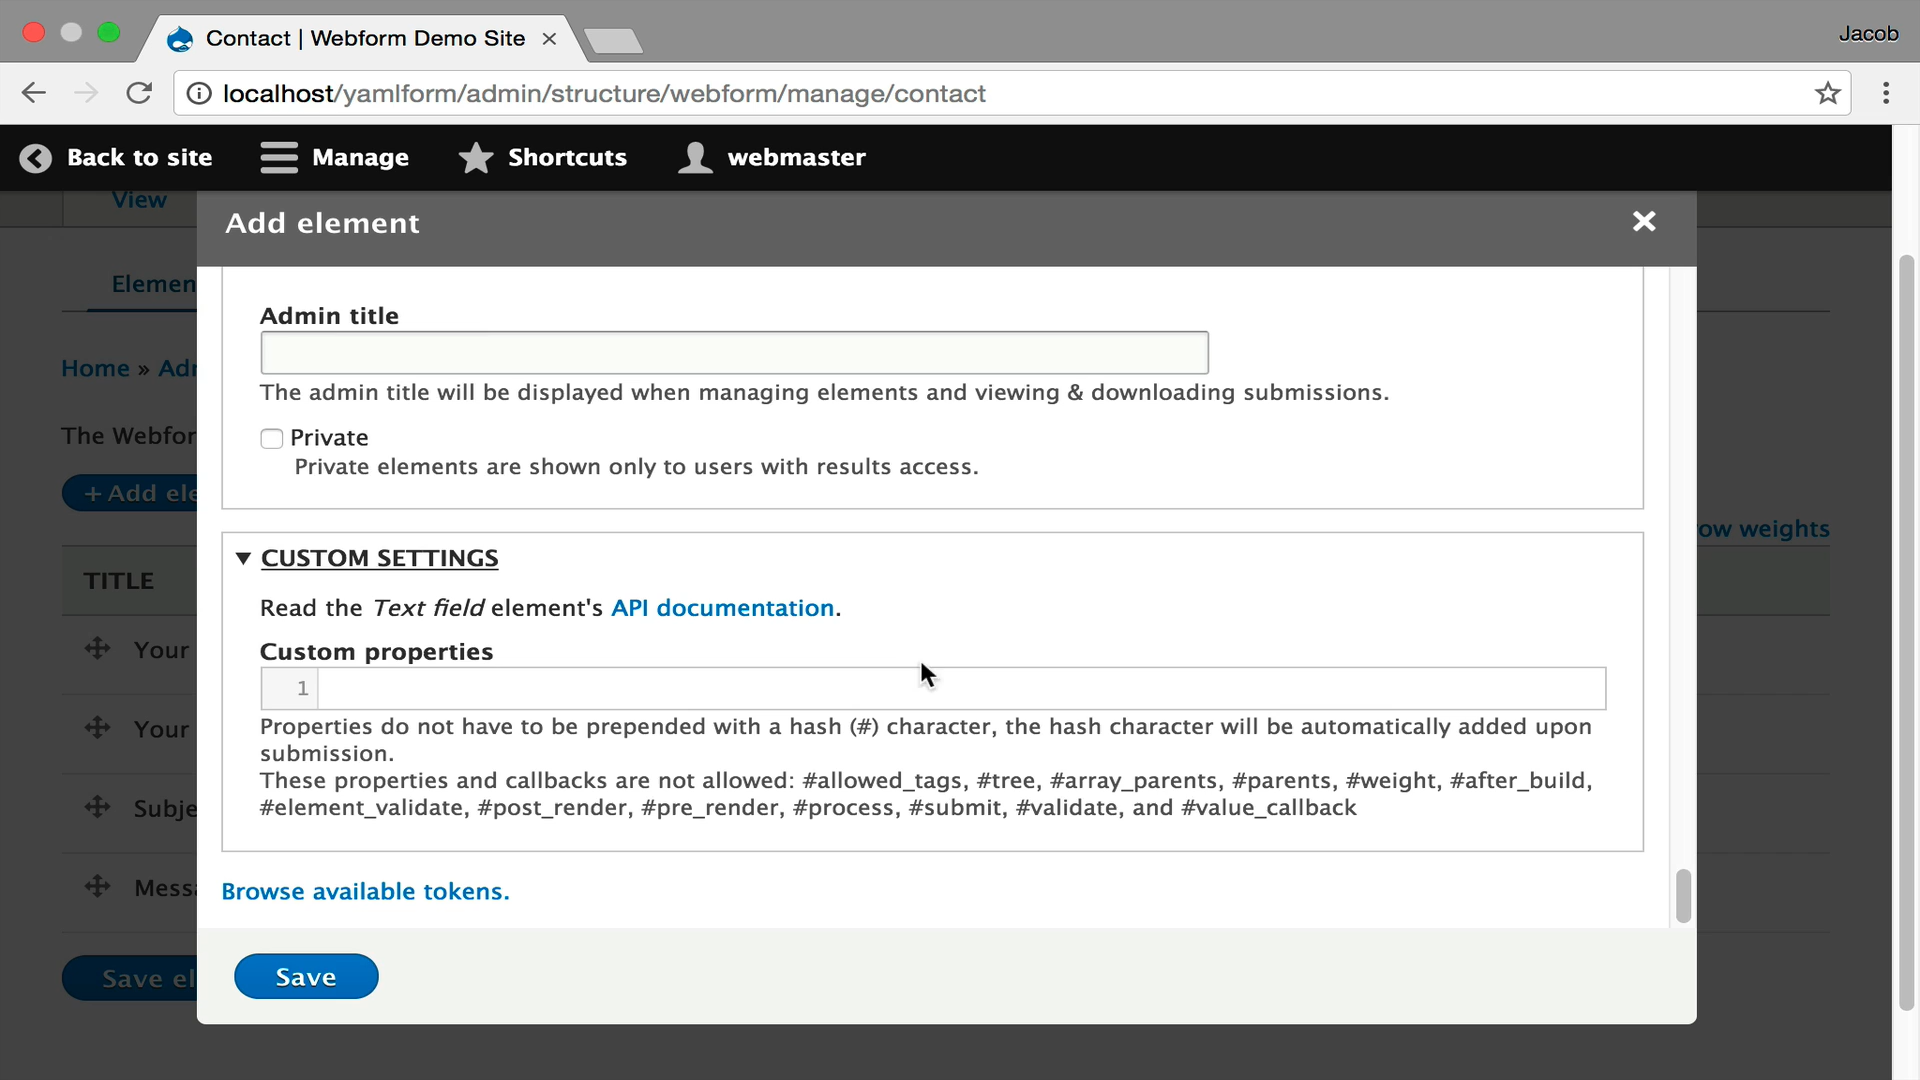 Contact | Webform Demo Site
Jacob
localhost/yamlform/admin/structure/webform/manage/contact
Back to site
Manage
Shortcuts
webmaster
View
Add element
Elemen
Admin title
Home »
The admin title will be displayed when managing elements and viewing & downloading submissions.
The Webfor
Private
Private elements are shown only to users with results access.
+ Add ele
ow weights
CUSTOM SETTINGS
TITLE
Read the Text field element's API documentation.
Your
Custom properties
1
Your
Properties do not have to be prepended with a hash (#) character, the hash character will be automatically added upon
submission.
These properties and callbacks are not allowed: #allowed_tags, #tree, #array_parents, #parents, #weight, #after_build,
#element_validate, #post_render, #pre_render, #process, #submit, #validate, and #value_callback
Subje
Messa
Browse available tokens.
Save el
Save